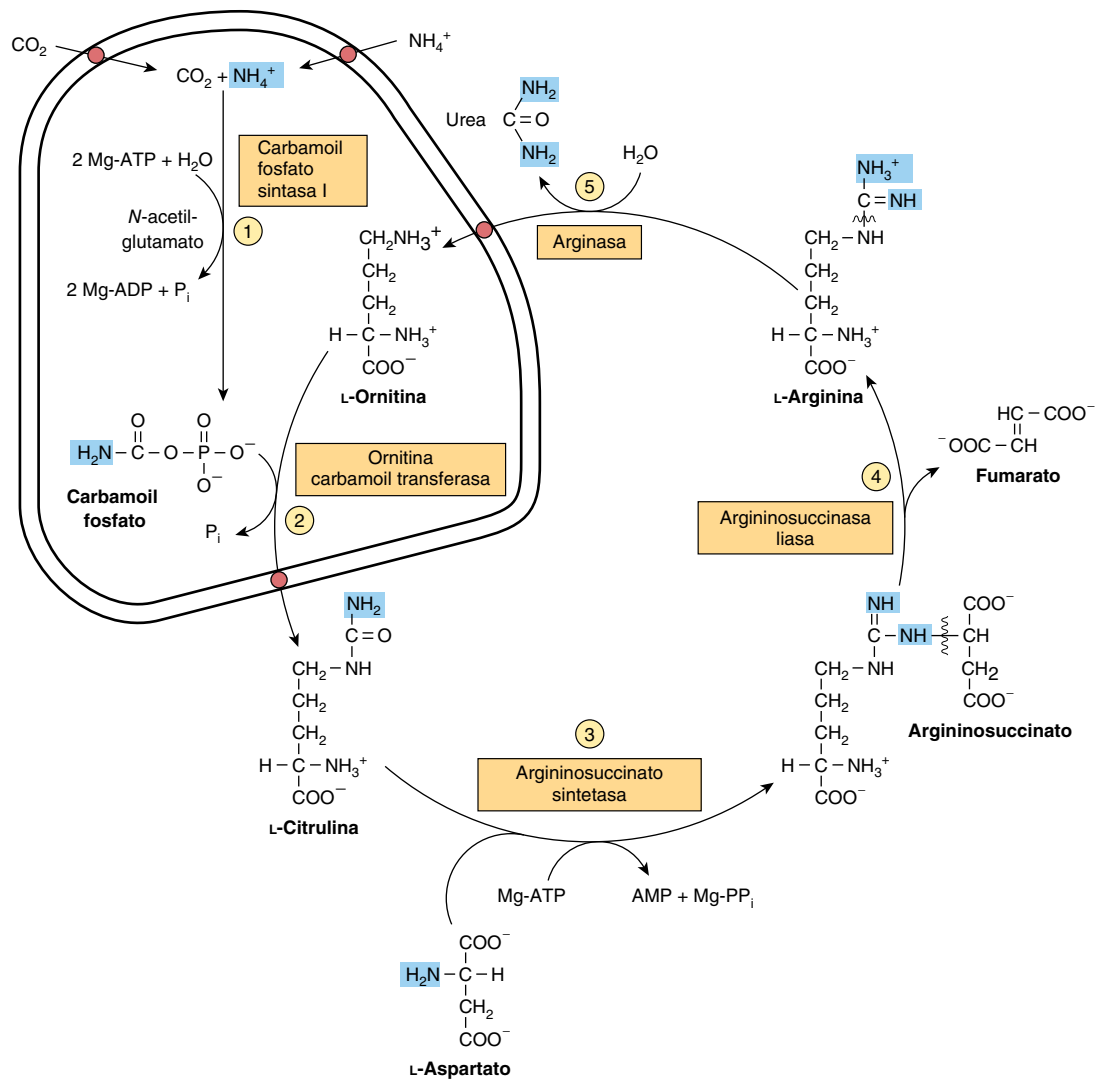 CO₂
NH₄⁺
CO₂ + NH₄⁺
2 Mg-ATP + H₂O
Carbamoil
fosfato
sintasa I
N-acetil-
glutamato
1
2 Mg-ADP + Pᵢ
Urea
NH₂
C=O
NH₂
H₂O
5
Arginasa
CH₂NH₃⁺
CH₂
CH₂
H–C–NH₃⁺
COO⁻
L-Ornitina
NH₃⁺
C=NH
CH₂–NH
CH₂
CH₂
H–C–NH₃⁺
COO⁻
L-Arginina
O O
H₂N–C–O–P–O⁻
O⁻
Carbamoil
fosfato
Ornitina
carbamoil transferasa
Pᵢ
2
HC–COO⁻
⁻OOC–CH
Fumarato
4
Argininosuccinasa
liasa
NH₂
C=O
CH₂–NH
CH₂
CH₂
H–C–NH₃⁺
COO⁻
L-Citrulina
NH COO⁻
C–NH–CH
CH₂–NH CH2
CH₂ COO⁻
CH₂
H–C–NH₃⁺
COO⁻
Argininosuccinato
3
Argininosuccinato
sintetasa
Mg-ATP
AMP + Mg-PPᵢ
COO⁻
H₂N–C–H
CH₂
COO⁻
L-Aspartato